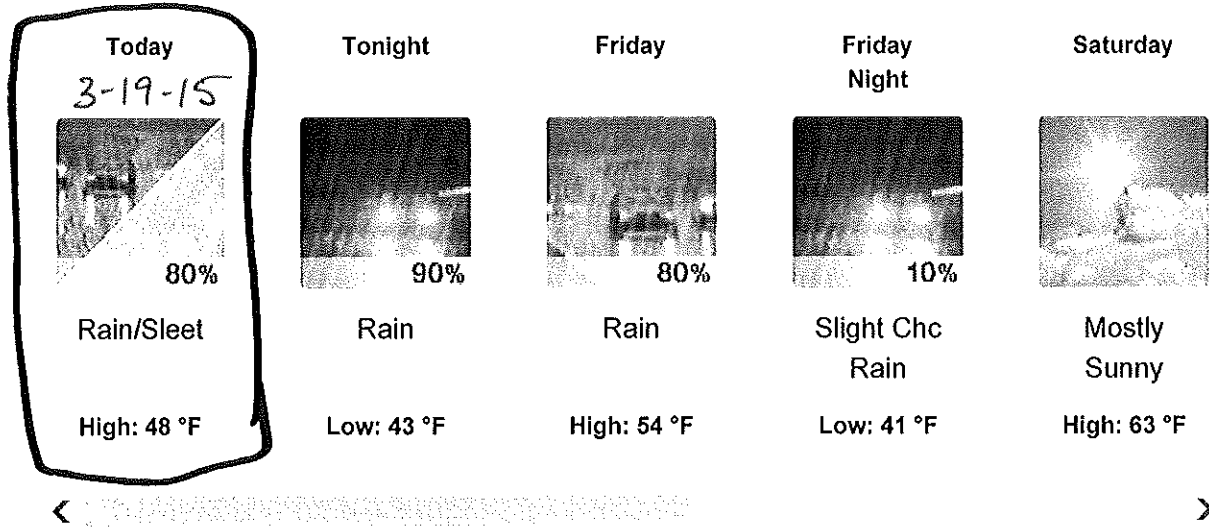 Today
3-19-15
80%
Rain/Sleet
High: 48 °F
Tonight
90%
Rain
Low: 43 °F
Friday
80%
Rain
High: 54 °F
Friday
Night
10%
Slight Chc
Rain
Low: 41 °F
Saturday
Mostly
Sunny
High: 63 °F